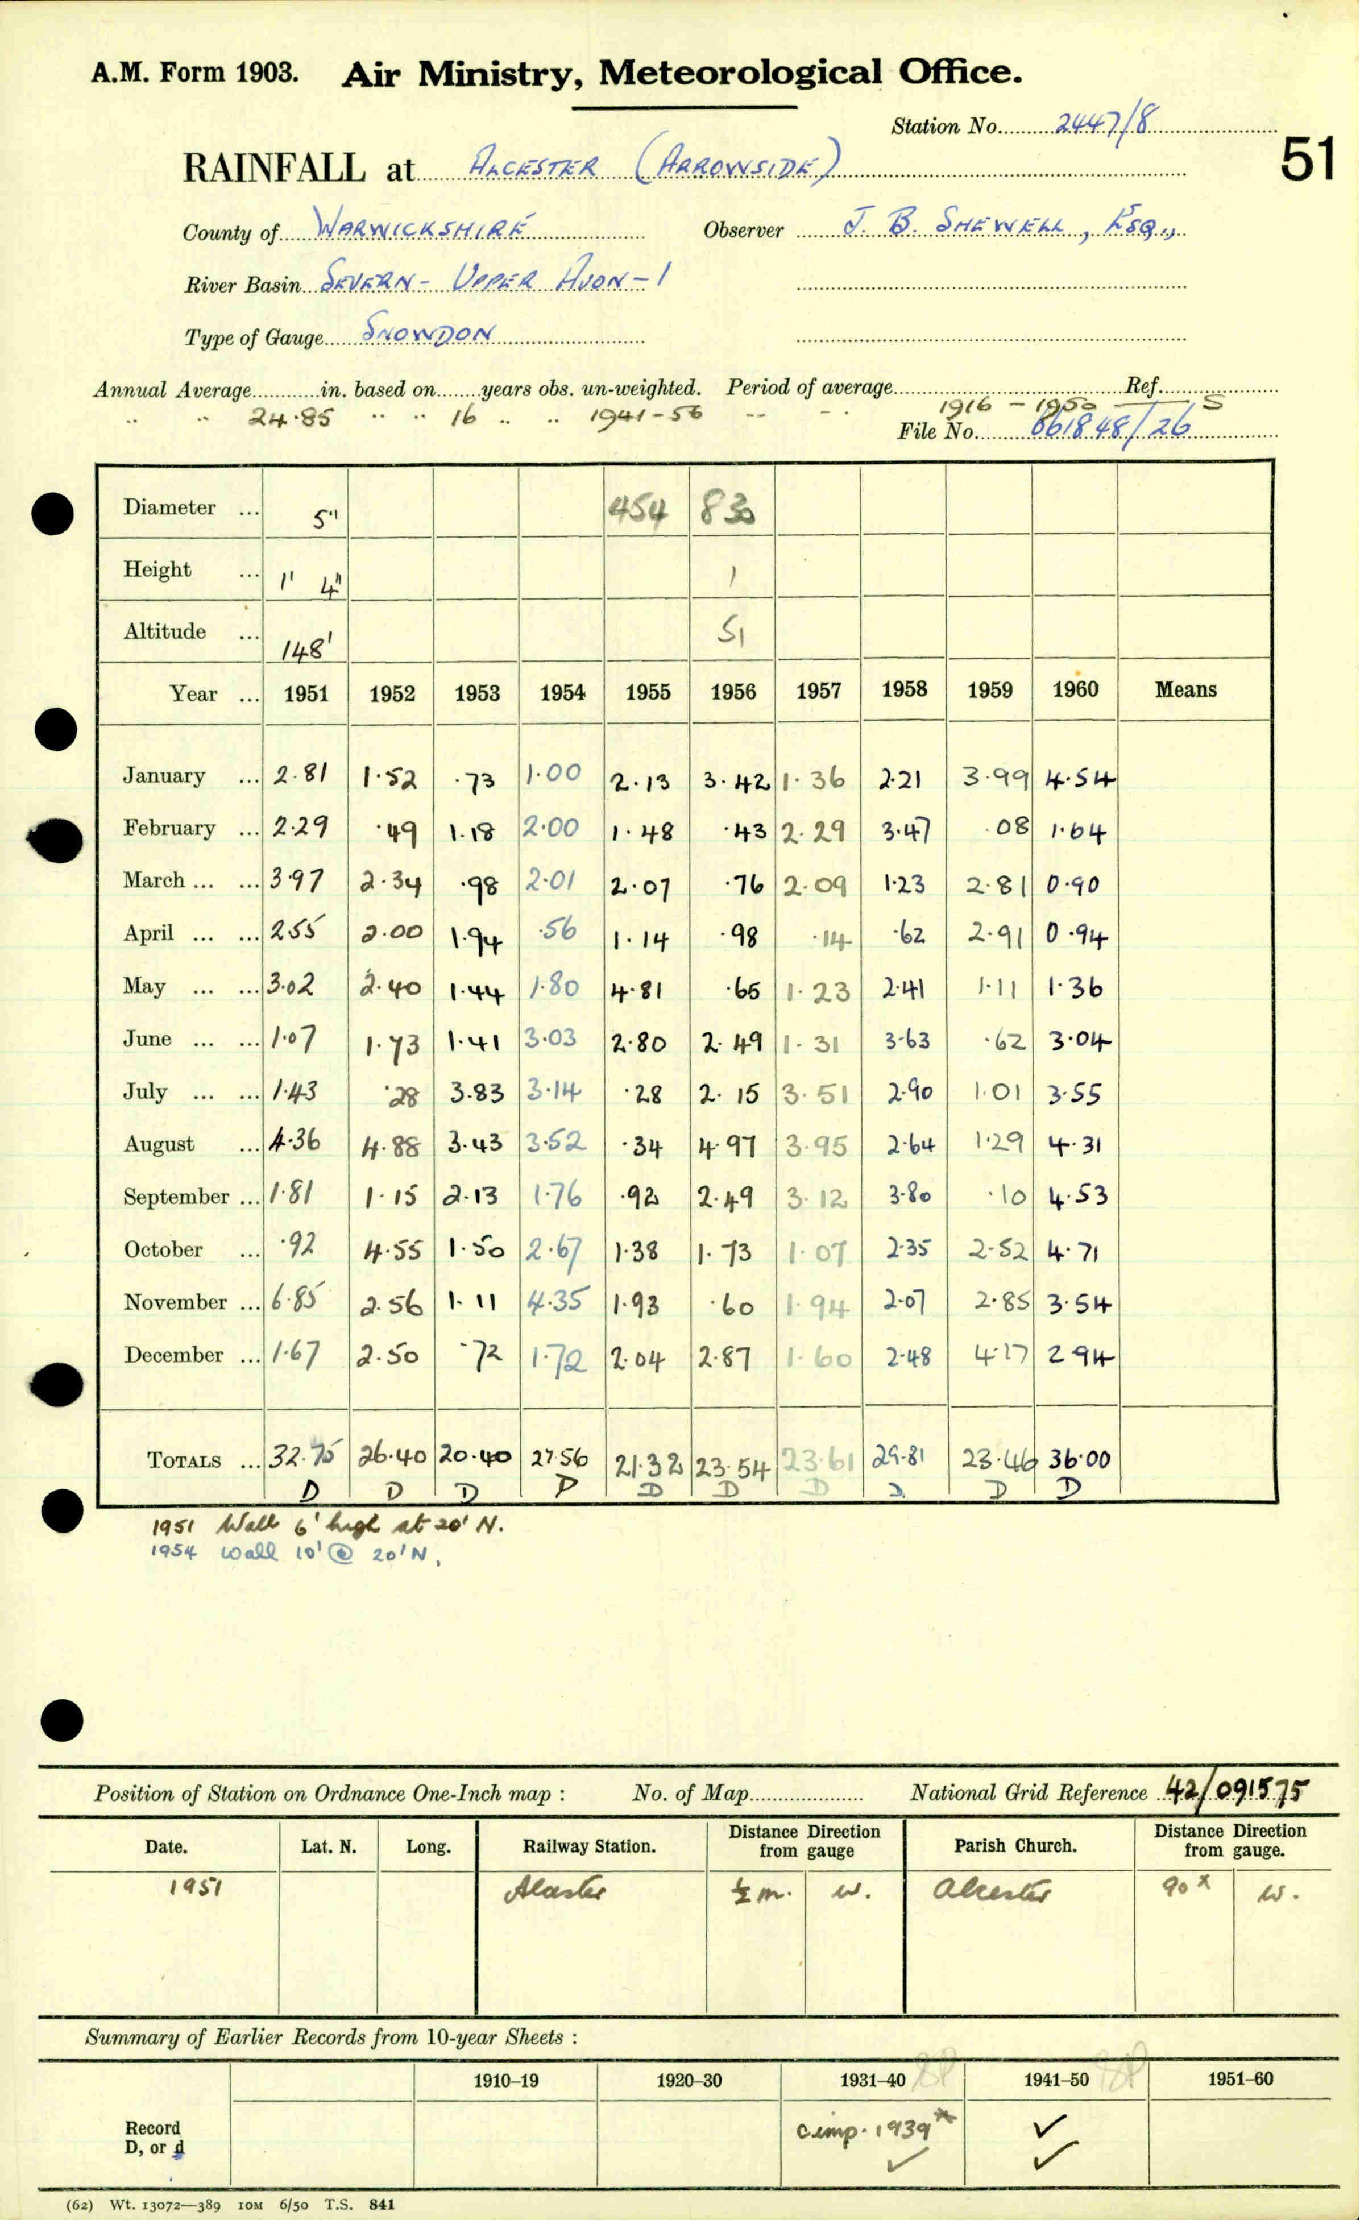 A.M. Form 1903. Air Ministry, Meteorological Office.
Station No. 2447/8
51
RAINFALL at ALCESTER (ARROWSIDE)
County of WARWICKSHIRE Observer J. B. SHEWELL, ESQ.,
River Basin SEVERN - UPPER AVON - 1
Type of Gauge SNOWDON
Annual Average in. based on years obs. un-weighted. Period of average Ref.
" " 24.85 " " 16 " " 1941-56 " " 1916 - 1950 S
File No. 661848/26
Diameter ... 5" 454 830
Height ... 1' 4" 1
Altitude ... 148' 51
Year ... 1951 1952 1953 1954 1955 1956 1957 1958 1959 1960 Means
January ... 2.81 1.52 .73 1.00 2.13 3.42 1.36 2.21 3.99 4.54
February ... 2.29 .49 1.18 2.00 1.48 .43 2.29 3.47 .08 1.64
March ... ... 3.97 2.34 .98 2.01 2.07 .76 2.09 1.23 2.81 0.90
April ... ... 2.55 2.00 1.94 .56 1.14 .98 .14 .62 2.91 0.94
May ... ... 3.02 2.40 1.44 1.80 4.81 .65 1.23 2.41 1.11 1.36
June ... ... 1.07 1.73 1.41 3.03 2.80 2.49 1.31 3.63 .62 3.04
July ... ... 1.43 .28 3.83 3.14 .28 2.15 3.51 2.90 1.01 3.55
August ... 4.36 4.88 3.43 3.52 .34 4.97 3.95 2.64 1.29 4.31
September ... 1.81 1.15 2.13 1.76 .92 2.49 3.12 3.80 .10 4.53
October ... .92 4.55 1.50 2.67 1.38 1.73 1.07 2.35 2.52 4.71
November ... 6.85 2.56 1.11 4.35 1.93 .60 1.94 2.07 2.85 3.54
December ... 1.67 2.50 .72 1.72 2.04 2.87 1.60 2.48 4.17 2.94
TOTALS ... 32.75 26.40 20.40 27.56 21.32 23.54 23.61 29.81 23.46 36.00
D D D D D D D D D D
1951 Wall 6' high at 20' N.
1954 Wall 10' @ 20' N.
Position of Station on Ordnance One-Inch map : No. of Map National Grid Reference 42/091575
Date. Lat. N. Long. Railway Station. Distance from Direction gauge Parish Church. Distance from Direction gauge.
1951 Alcester ½ m. W. Alcester 90 x W.
Summary of Earlier Records from 10-year Sheets :
1910–19 1920–30 1931–40 SP 1941–50 SP 1951–60
Record D, or d comp. 1939* ✓ ✓ ✓
(62) Wt. 13072—389 10M 6/50 T.S. 841